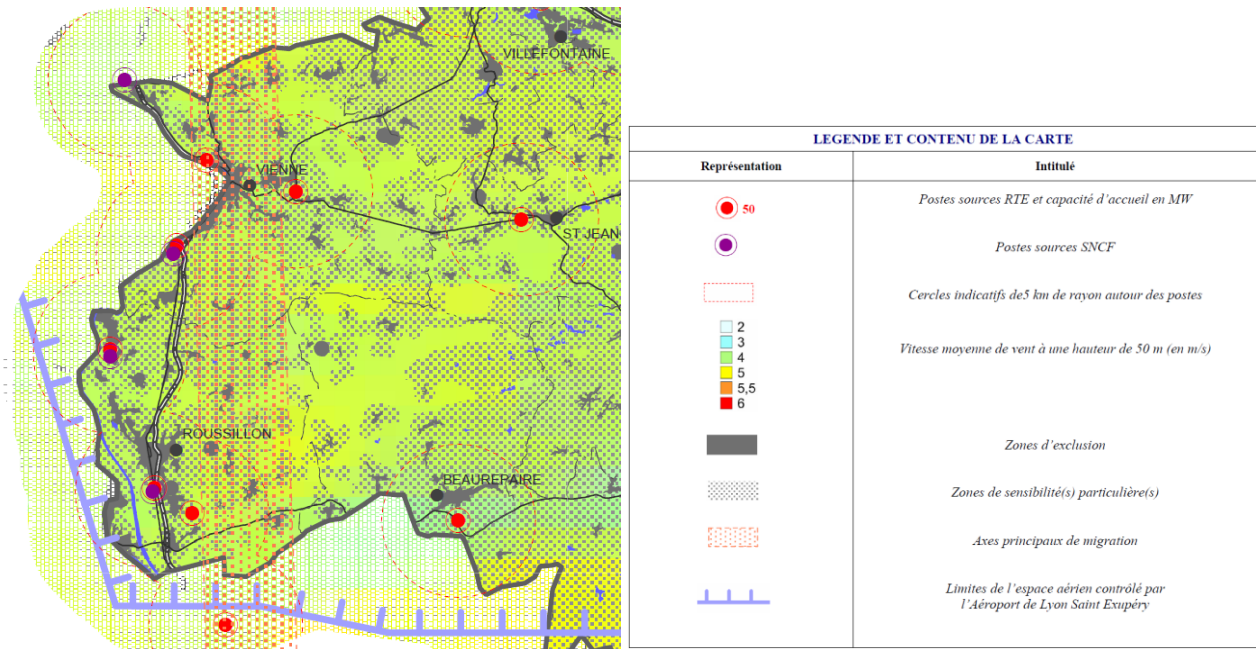 VILLEFONTAINE
VIENNE
ST JEAN
ROUSSILLON
BEAUREPAIRE
LEGENDE ET CONTENU DE LA CARTE
Représentation
Intitulé
50
Postes sources RTE et capacité d'accueil en MW
Postes sources SNCF
Cercles indicatifs de5 km de rayon autour des postes
2
3
4
5
5,5
6
Vitesse moyenne de vent à une hauteur de 50 m (en m/s)
Zones d'exclusion
Zones de sensibilité(s) particulière(s)
Axes principaux de migration
Limites de l'espace aérien contrôlé par
l'Aéroport de Lyon Saint Exupéry